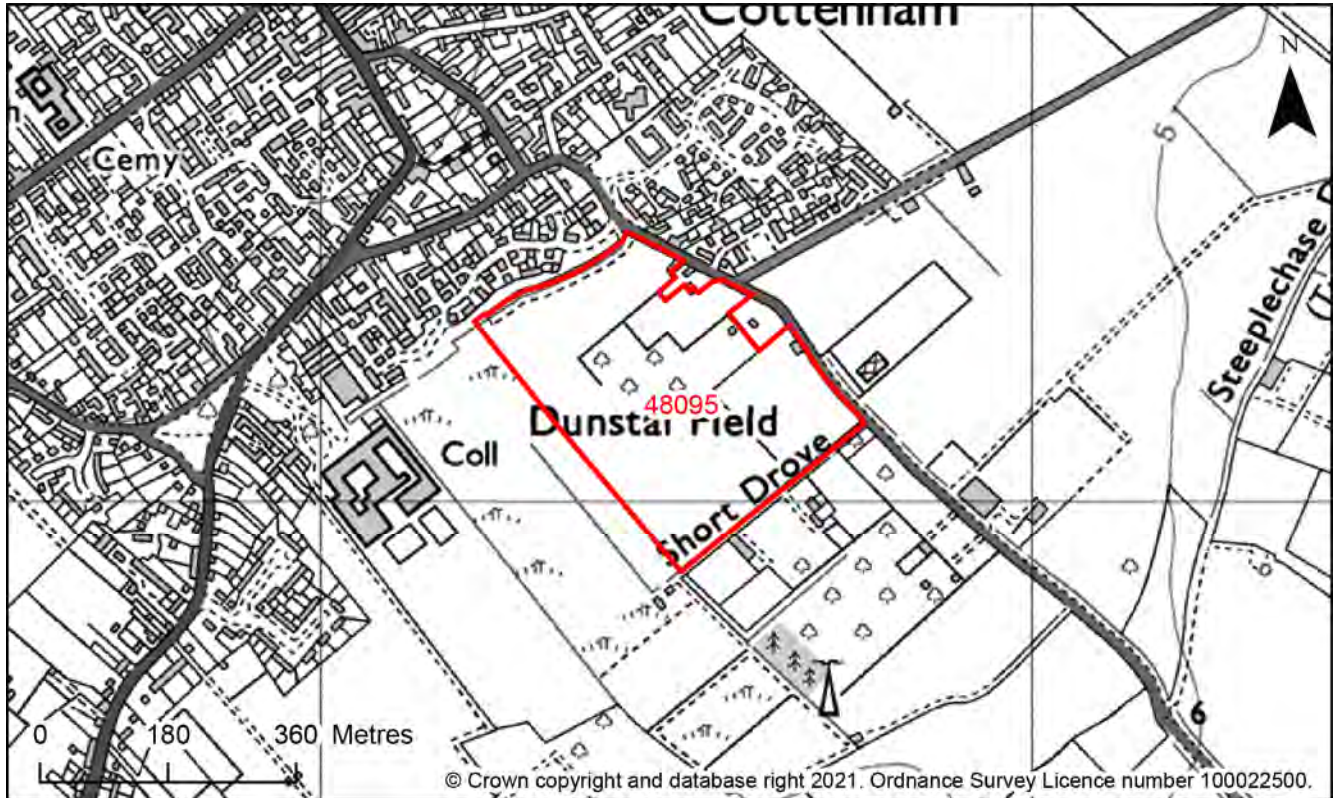 Cottenham
N
Cemy
5
Steeplechase
48095
Dunstal Field
Coll
Short Drove
6
0 180 360 Metres
© Crown copyright and database right 2021. Ordnance Survey Licence number 100022500.